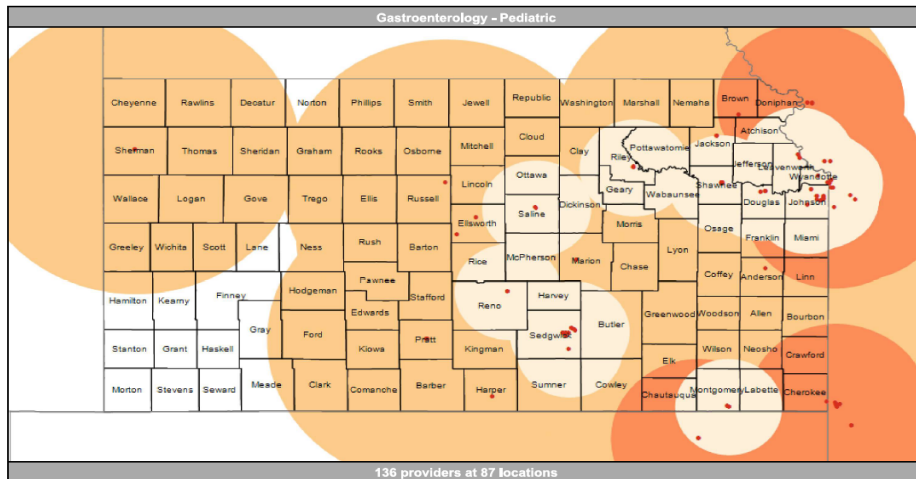 Gastroenterology - Pediatric
Cheyenne Rawlins Decatur Norton Phillips Smith Jewell Republic Washington Marshall Nemaha Brown Doniphan
Cloud Atchison
Sherman Thomas Sheridan Graham Rooks Osborne Mitchell Clay Riley Pottawatomie Jackson Jefferson Leavenworth
Ottawa Wyandotte
Wallace Logan Gove Trego Ellis Russell Lincoln Saline Dickinson Geary Wabaunsee Shawnee Douglas Johnson
Ellsworth Morris Osage Franklin Miami
Greeley Wichita Scott Lane Ness Rush Barton Rice McPherson Marion Chase Lyon
Pawnee Coffey Anderson Linn
Hamilton Kearny Finney Hodgeman Stafford Reno Harvey
Edwards Butler Greenwood Woodson Allen Bourbon
Gray Ford
Stanton Grant Haskell Kiowa Pratt Kingman Sedgwick Elk Wilson Neosho Crawford
Morton Stevens Seward Meade Clark Comanche Barber Harper Sumner Cowley Chautauqua Montgomery Labette Cherokee
136 providers at 87 locations